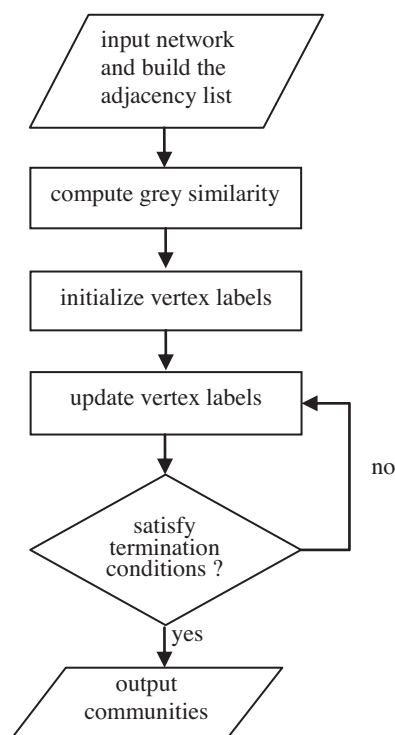 input network
and build the
adjacency list
compute grey similarity
initialize vertex labels
update vertex labels
no
satisfy
termination
conditions ?
yes
output
communities